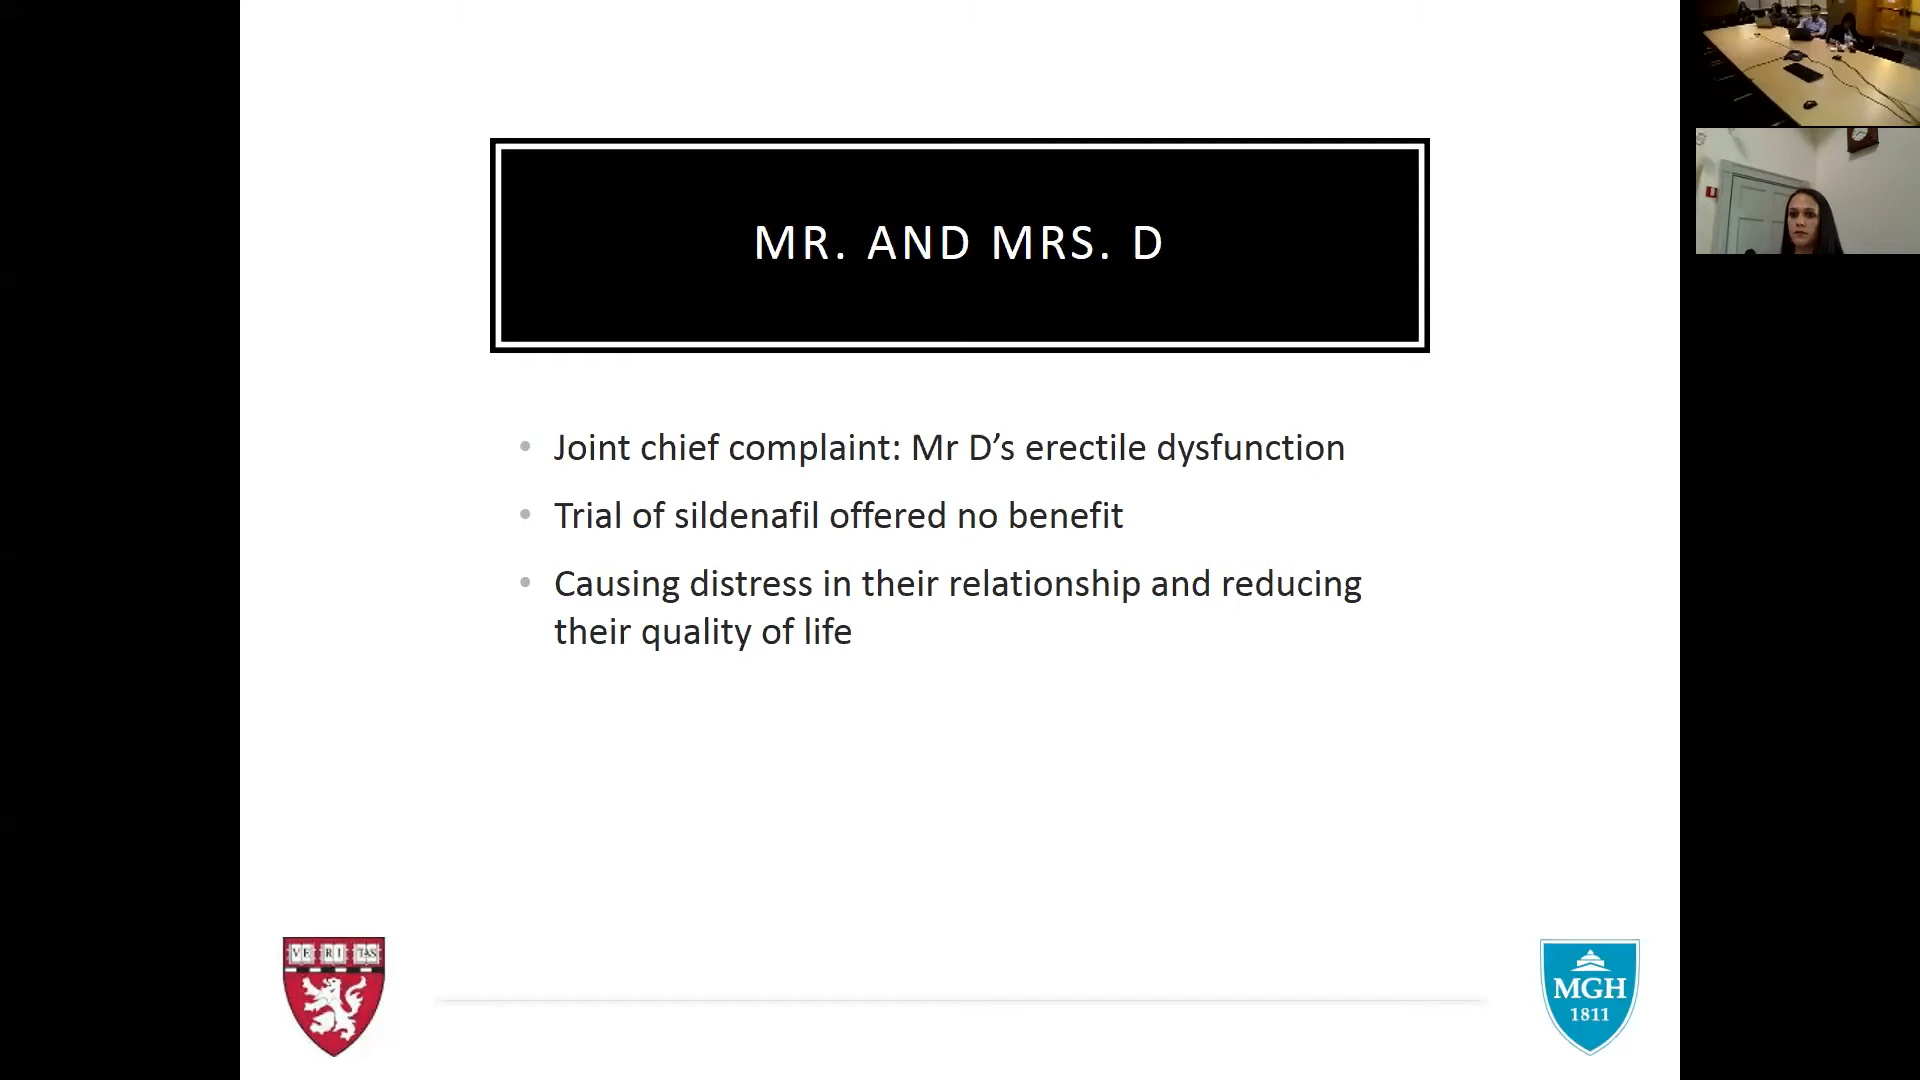 MR. AND MRS. D
• Joint chief complaint: Mr D’s erectile dysfunction
• Trial of sildenafil offered no benefit
• Causing distress in their relationship and reducing
their quality of life
VE RI TAS
MGH
1811